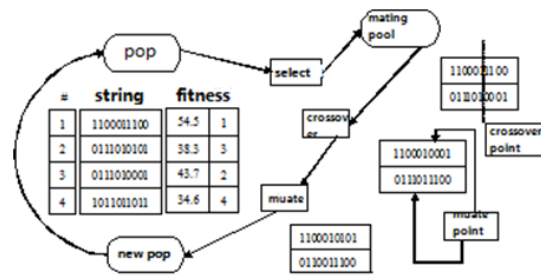 pop
select
mating
pool
# string fitness
1 1100011100 54.5 1
2 0111010101 38.3 3
3 0111010001 43.7 2
4 1011011011 34.6 4
crossov
er
muate
new pop
1100011100
0111010001
crossover
point
1100010001
0111011100
muate
point
1100010101
0110011100